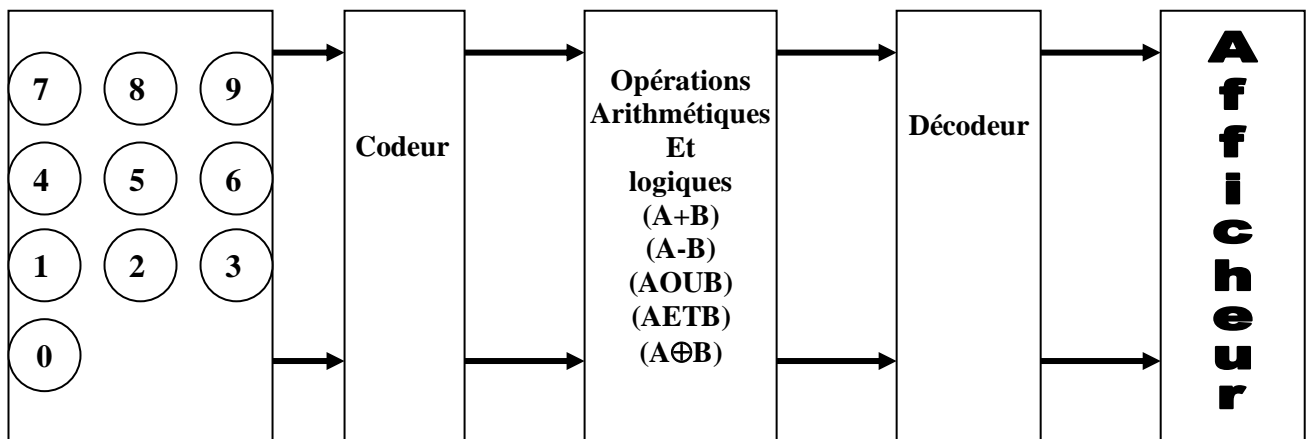 7 8 9
4 5 6
1 2 3
0
Codeur
Opérations
Arithmétiques
Et
logiques
(A+B)
(A-B)
(AOUB)
(AETB)
(A⊕B)
Décodeur
A
f
f
i
c
h
e
u
r